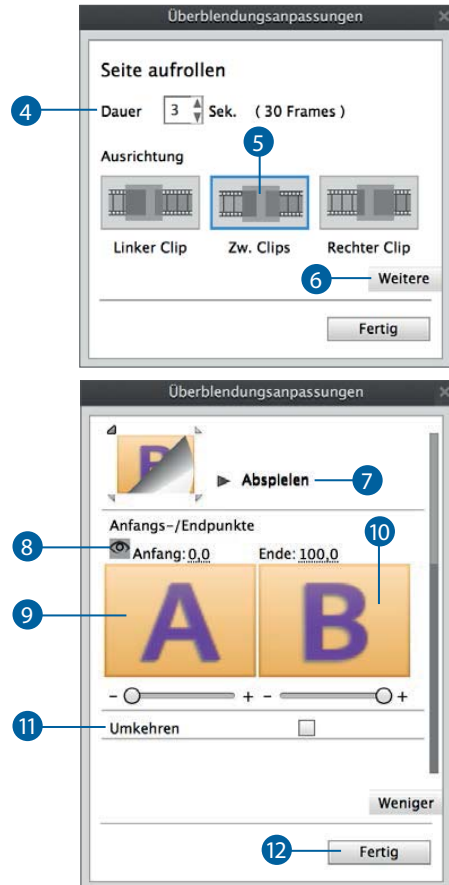 Überblendungsanpassungen ×
Seite aufrollen
4 Dauer 3 Sek. ( 30 Frames )
5
Ausrichtung
Linker Clip Zw. Clips Rechter Clip
6 Weitere
Fertig
Überblendungsanpassungen ×
B
Abspielen 7
Anfangs-/Endpunkte
8 Anfang: 0,0 Ende: 100,0 10
9 A B
- + - +
11 Umkehren
Weniger
12 Fertig